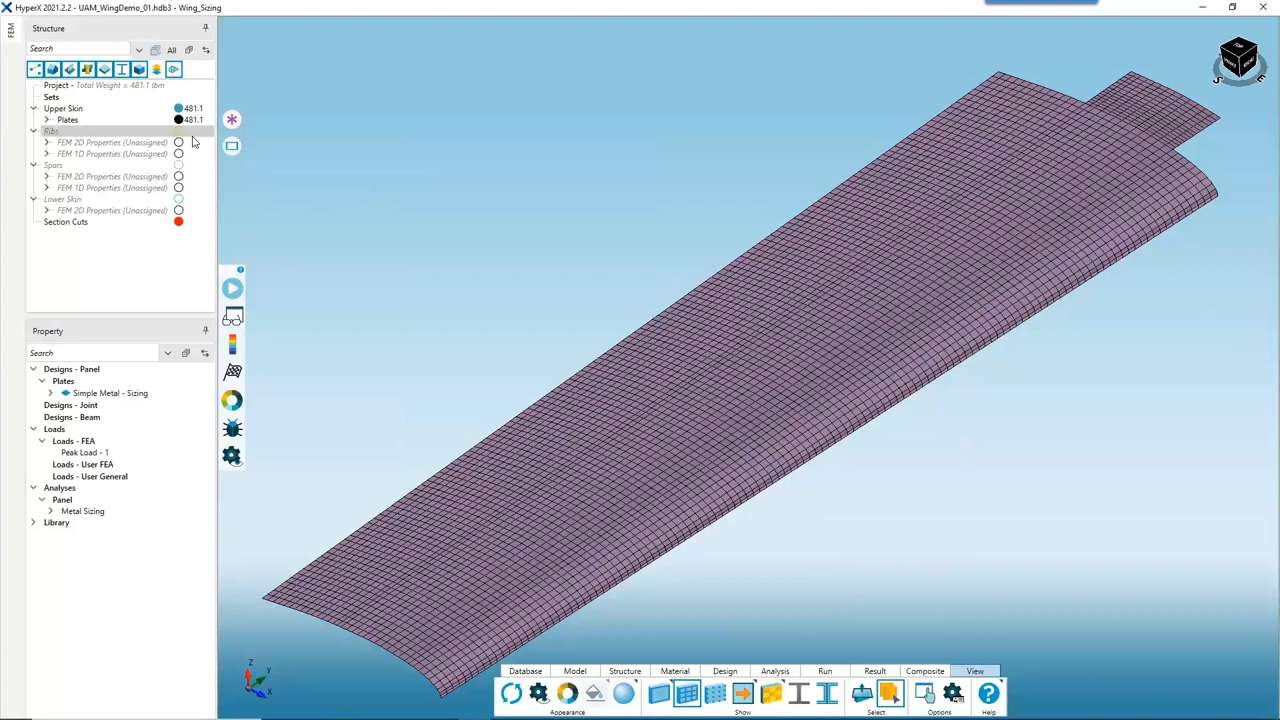 HyperX 2021.2.2 - UAM_WingDemo_01.hdb3 - Wing_Sizing
FEM
Structure
Search
All
Project - Total Weight = 481.1 lbm
Sets
Upper Skin 481.1
Plates 481.1
Ribs
FEM 2D Properties (Unassigned)
FEM 1D Properties (Unassigned)
Spars
FEM 2D Properties (Unassigned)
FEM 1D Properties (Unassigned)
Lower Skin
FEM 2D Properties (Unassigned)
Section Cuts
Property
Search
Designs - Panel
Plates
Simple Metal - Sizing
Designs - Joint
Designs - Beam
Loads
Loads - FEA
Peak Load - 1
Loads - User FEA
Loads - User General
Analyses
Panel
Metal Sizing
Library
TOP
S E
Z
Y
X
Database Model Structure Material Design Analysis Run Result Composite View
Appearance Show Select Options Help